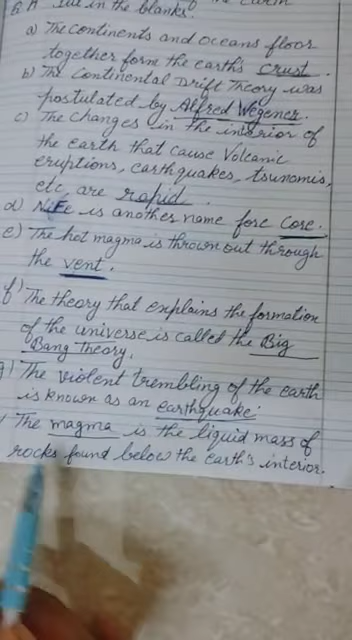 Fill in the blanks.
a) The continents and oceans floor
together form the earth's crust.
b) The Continental Drift Theory was
postulated by Alfred Wegener.
c) The changes in the interior of
the earth that cause Volcanic
eruptions, earthquakes, tsunomis,
etc, are rapid.
d) NiFe is another name fore Core.
e) The hot magma is thrown out through
the vent.
f) The theory that explains the formation
of the universe is called the Big
Bang Theory.
g) The violent trembling of the earth
is known as an earthquake.
The magma is the liquid mass of
rocks found below the earth's interior.